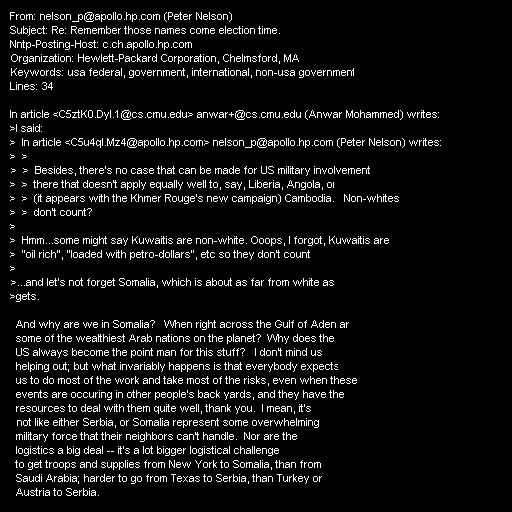 From: nelson_p@apollo.hp.com (Peter Nelson)
Subject: Re: Remember those names come election time.
Nntp-Posting-Host: c.ch.apollo.hp.com
Organization: Hewlett-Packard Corporation, Chelmsford, MA
Keywords: usa federal, government, international, non-usa government
Lines: 34

In article <C5ztK0.Dyl.1@cs.cmu.edu> anwar+@cs.cmu.edu (Anwar Mohammed) writes:
>I said:
>  In article <C5u4qI.Mz4@apollo.hp.com> nelson_p@apollo.hp.com (Peter Nelson) writes:
>  >
>  >  Besides, there's no case that can be made for US military involvement
>  >  there that doesn't apply equally well to, say, Liberia, Angola, or
>  >  (it appears with the Khmer Rouge's new campaign) Cambodia.   Non-whites
>  >  don't count?
>
>  Hmm...some might say Kuwaitis are non-white. Ooops, I forgot, Kuwaitis are
>  "oil rich", "loaded with petro-dollars", etc so they don't count
>
>...and let's not forget Somalia, which is about as far from white as
>gets.

And why are we in Somalia?   When right across the Gulf of Aden ar
some of the wealthiest Arab nations on the planet?  Why does the
US always become the point man for this stuff?   I don't mind us
helping out; but what invariably happens is that everybody expects
us to do most of the work and take most of the risks, even when these
events are occuring in other people's back yards, and they have the
resources to deal with them quite well, thank you.  I mean, it's
not like either Serbia, or Somalia represent some overwhelming
military force that their neighbors can't handle.  Nor are the
logistics a big deal -- it's a lot bigger logistical challenge
to get troops and supplies from New York to Somalia, than from
Saudi Arabia; harder to go from Texas to Serbia, than Turkey or
Austria to Serbia.